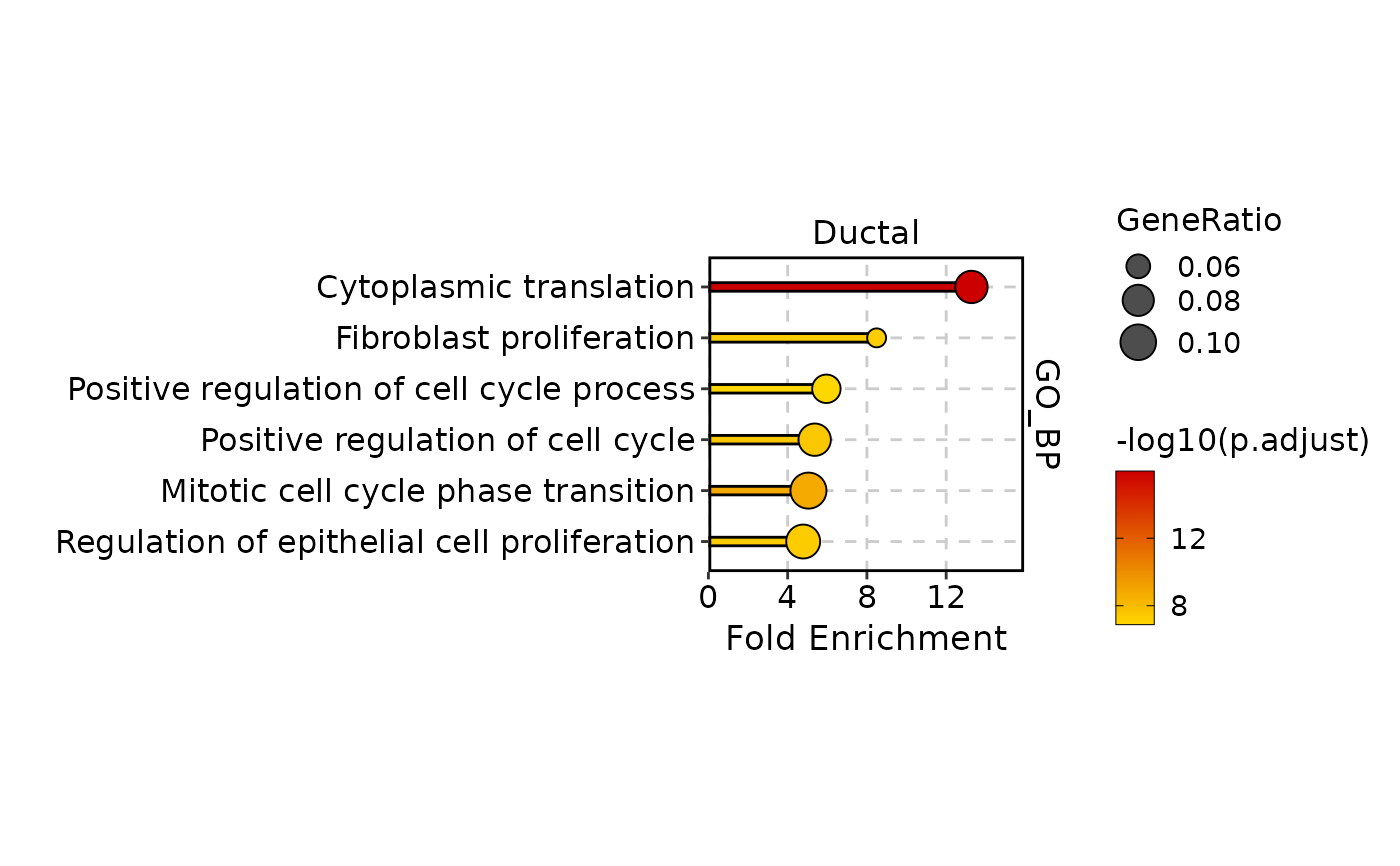 Ductal
Cytoplasmic translation
Fibroblast proliferation
Positive regulation of cell cycle process
Positive regulation of cell cycle
Mitotic cell cycle phase transition
Regulation of epithelial cell proliferation
0 4 8 12
Fold Enrichment
GO_BP
GeneRatio
0.06
0.08
0.10
-log10(p.adjust)
12
8